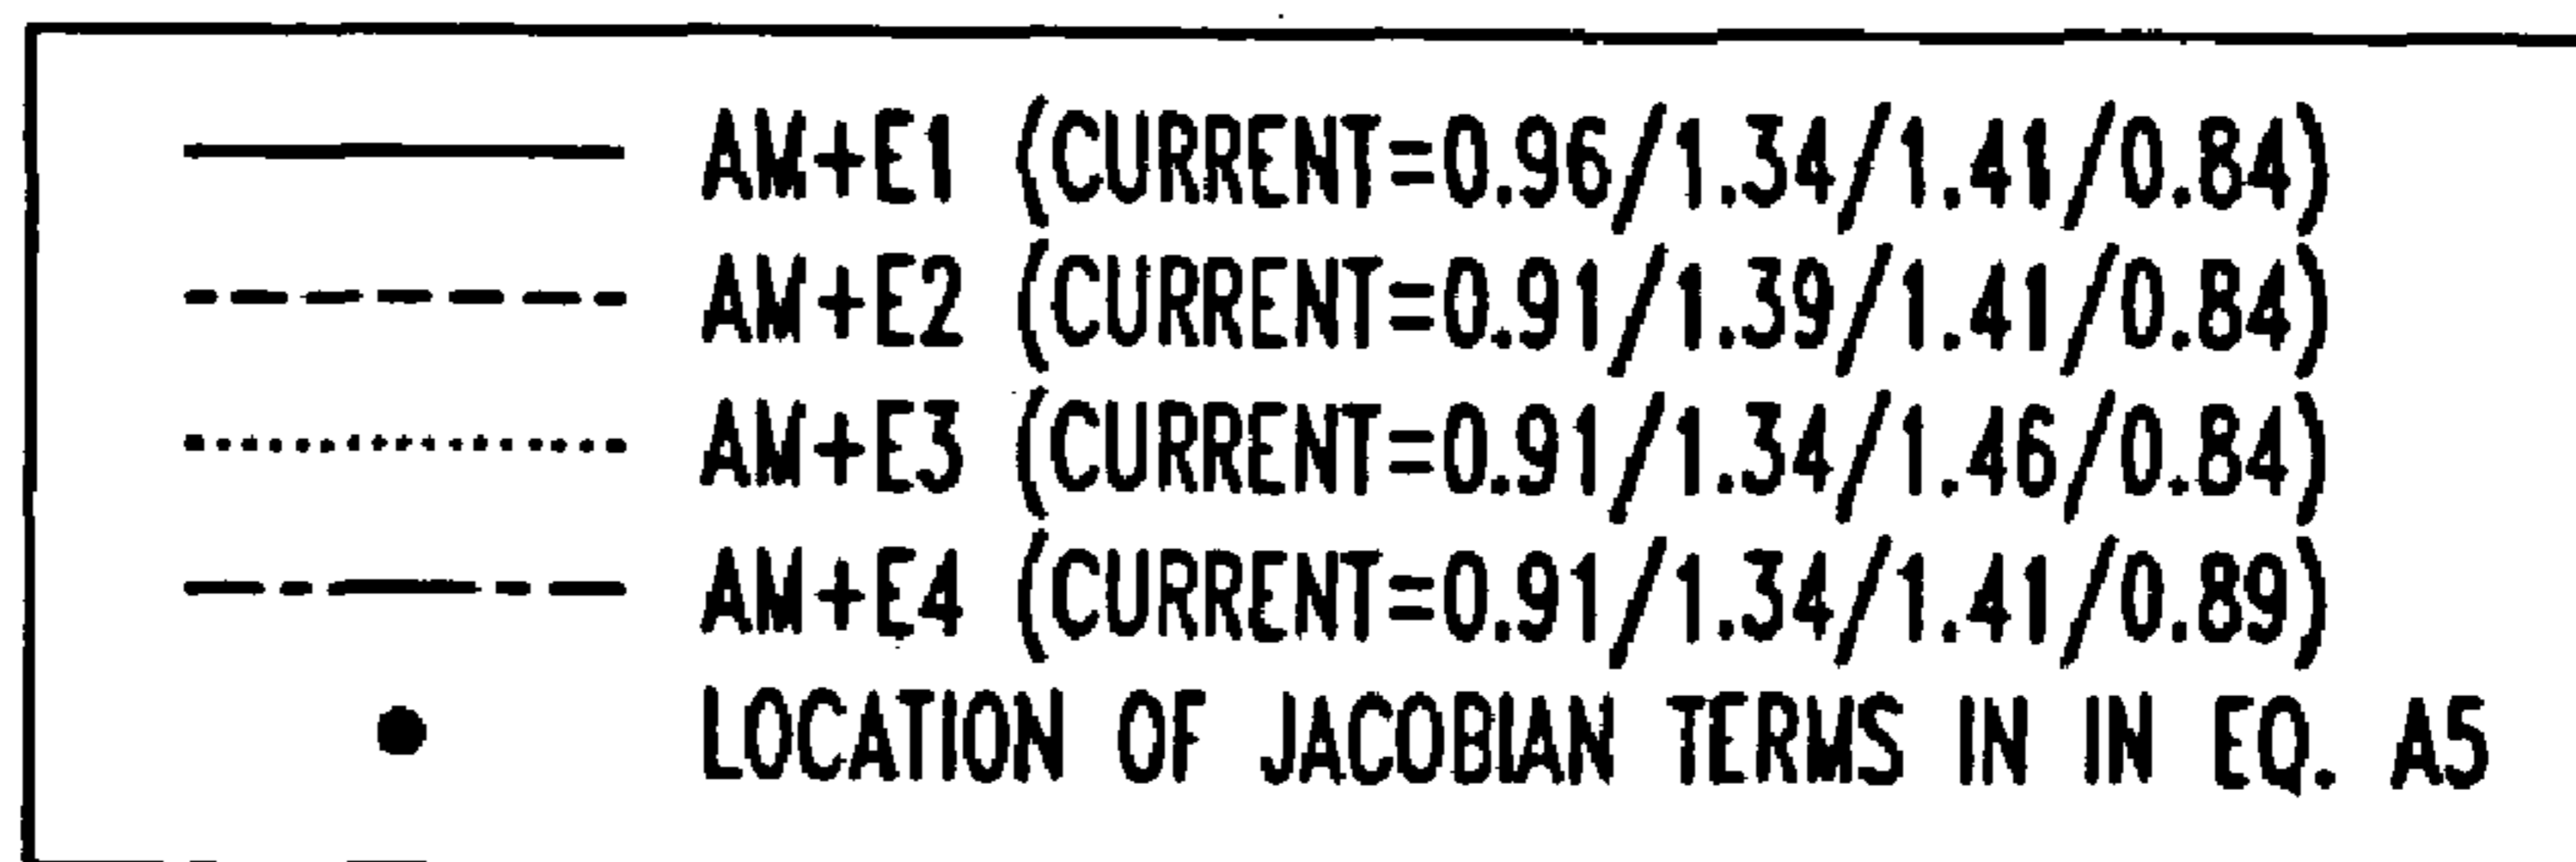 AM+E1 (CURRENT=0.96/1.34/1.41/0.84)
AM+E2 (CURRENT=0.91/1.39/1.41/0.84)
AM+E3 (CURRENT=0.91/1.34/1.46/0.84)
AM+E4 (CURRENT=0.91/1.34/1.41/0.89)
LOCATION OF JACOBIAN TERMS IN IN EQ. A5